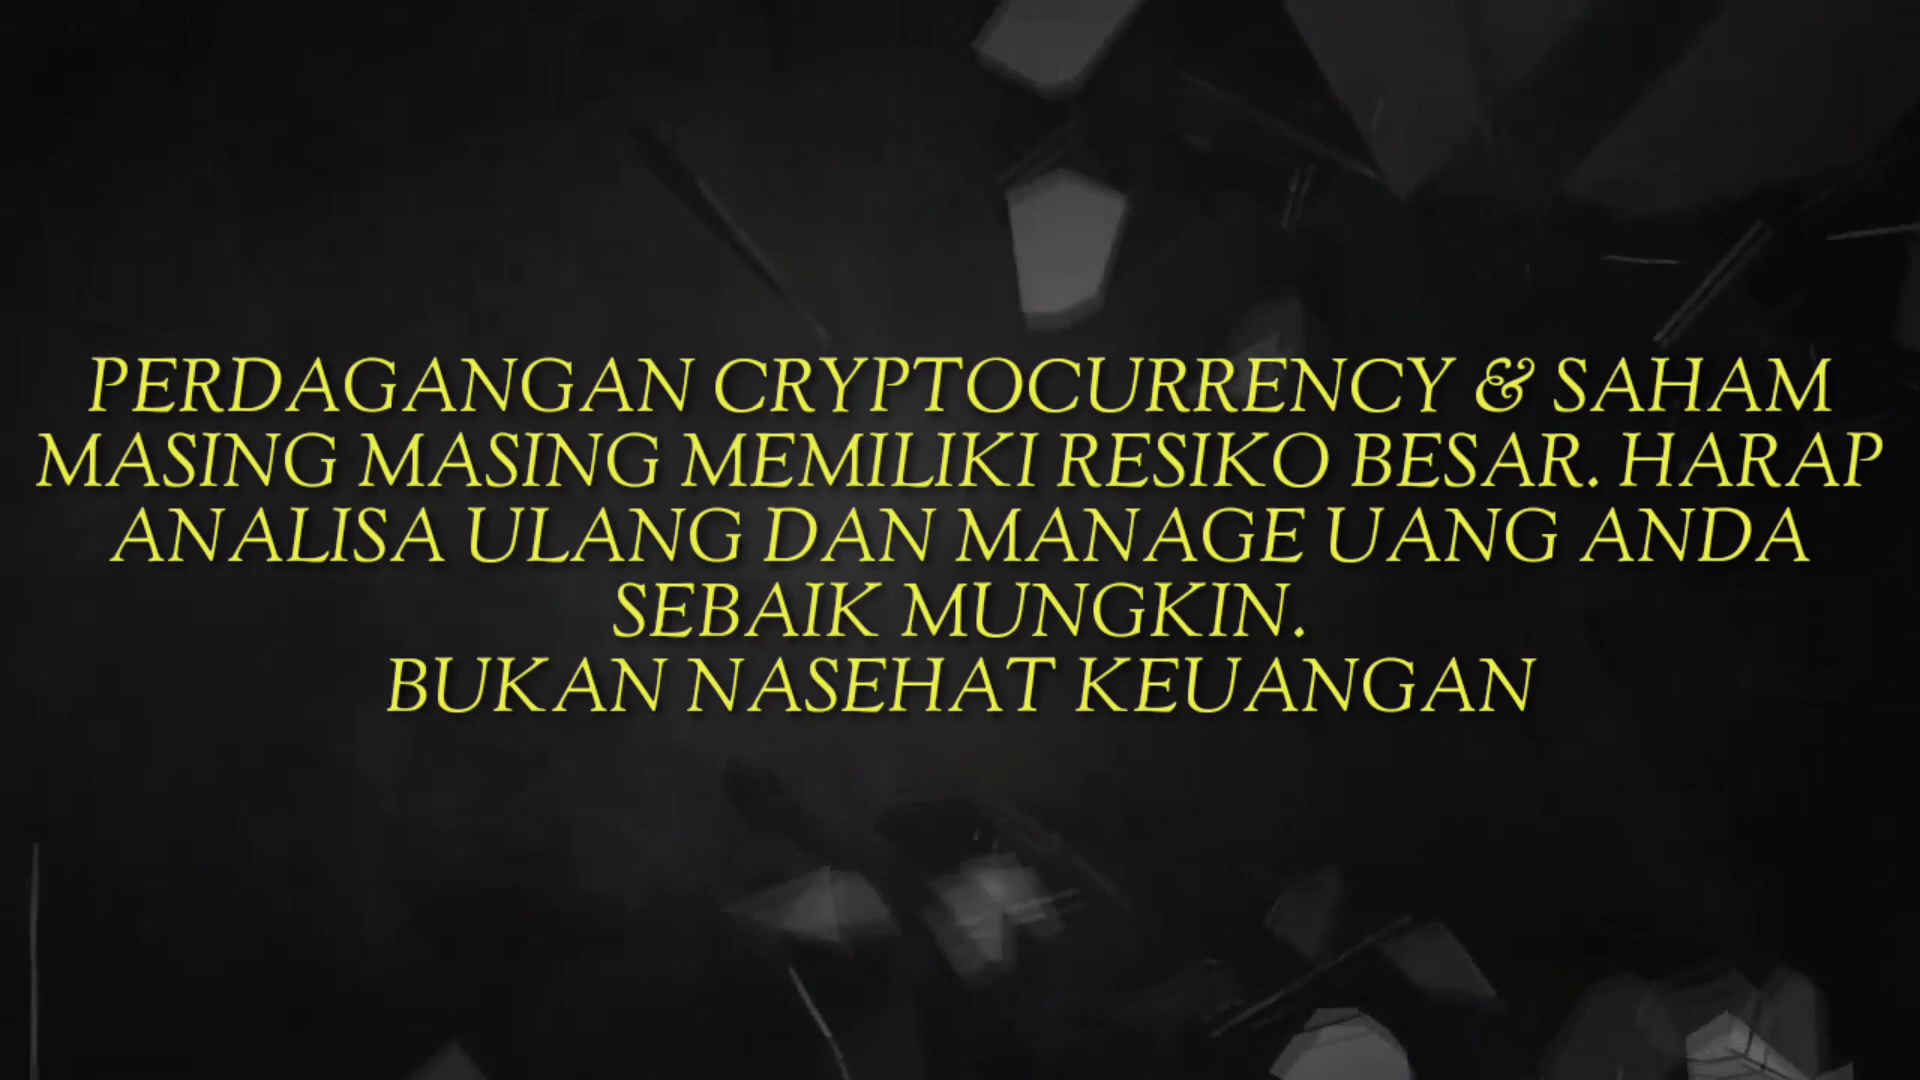 PERDAGANGAN CRYPTOCURRENCY & SAHAM
MASING MASING MEMILIKI RESIKO BESAR. HARAP
ANALISA ULANG DAN MANAGE UANG ANDA
SEBAIK MUNGKIN.
BUKAN NASEHAT KEUANGAN